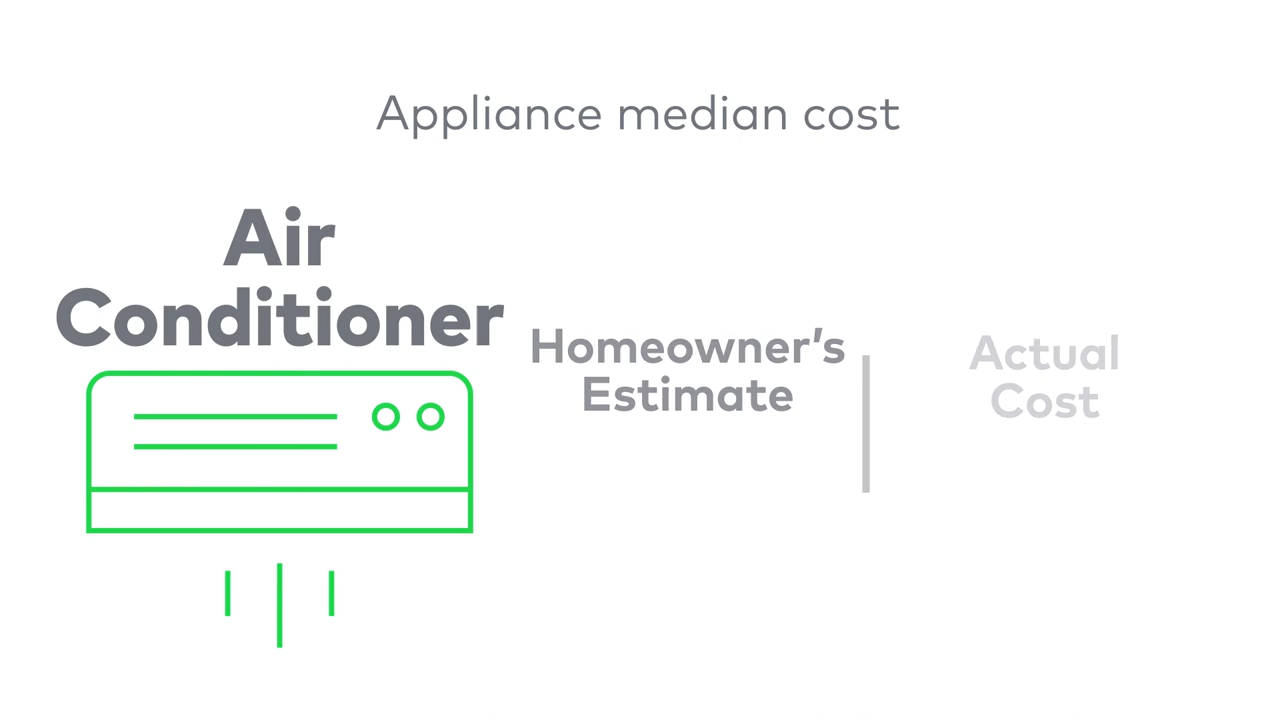 Appliance median cost
Air
Conditioner
Homeowner’s
Estimate
Actual
Cost